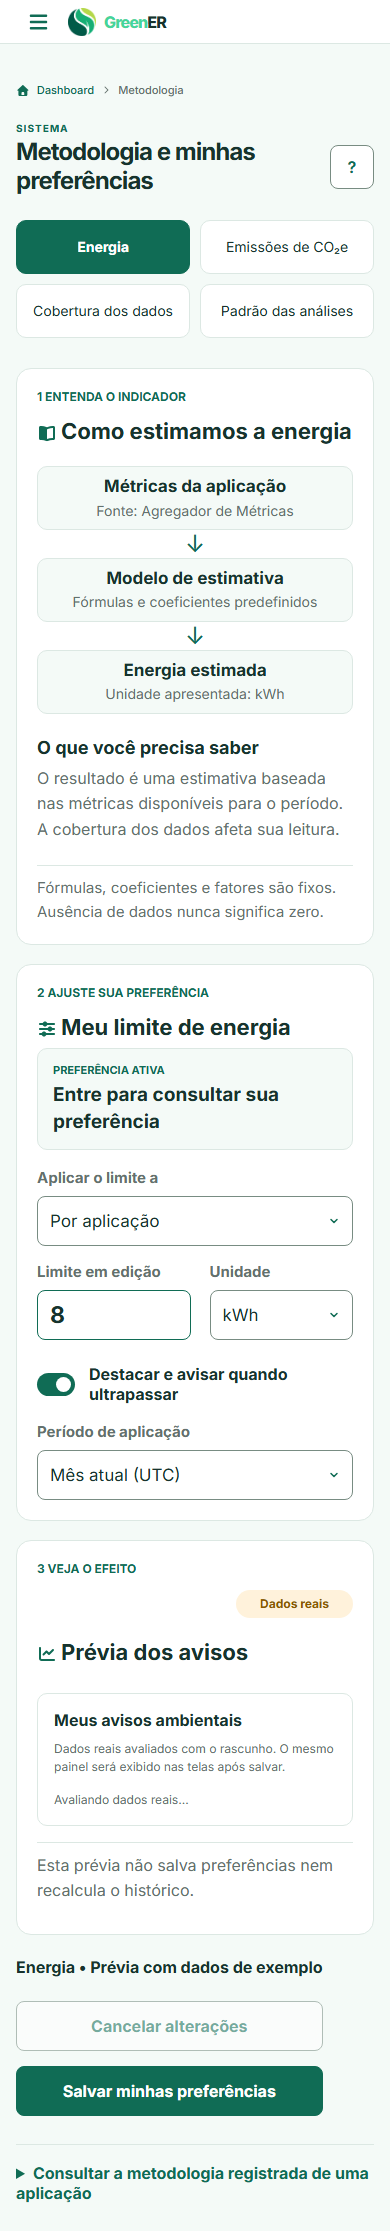 GreenER
Dashboard > Metodologia
SISTEMA
Metodologia e minhas
preferências
?
Energia
Emissões de CO₂e
Cobertura dos dados
Padrão das análises
1 ENTENDA O INDICADOR
Como estimamos a energia
Métricas da aplicação
Fonte: Agregador de Métricas
Modelo de estimativa
Fórmulas e coeficientes predefinidos
Energia estimada
Unidade apresentada: kWh
O que você precisa saber
O resultado é uma estimativa baseada
nas métricas disponíveis para o período.
A cobertura dos dados afeta sua leitura.
Fórmulas, coeficientes e fatores são fixos.
Ausência de dados nunca significa zero.
2 AJUSTE SUA PREFERÊNCIA
Meu limite de energia
PREFERÊNCIA ATIVA
Entre para consultar sua
preferência
Aplicar o limite a
Por aplicação
Limite em edição
Unidade
8
kWh
Destacar e avisar quando
ultrapassar
Período de aplicação
Mês atual (UTC)
3 VEJA O EFEITO
Dados reais
Prévia dos avisos
Meus avisos ambientais
Dados reais avaliados com o rascunho. O mesmo
painel será exibido nas telas após salvar.
Avaliando dados reais...
Esta prévia não salva preferências nem
recalcula o histórico.
Energia • Prévia com dados de exemplo
Cancelar alterações
Salvar minhas preferências
Consultar a metodologia registrada de uma
aplicação